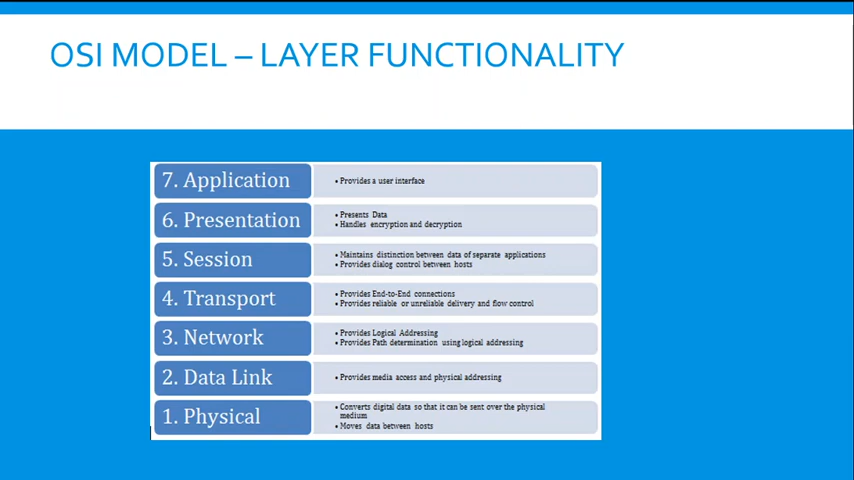 OSI MODEL – LAYER FUNCTIONALITY
7. Application
• Provides a user interface
6. Presentation
• Presents Data
• Handles encryption and decryption
5. Session
• Maintains distinction between data of separate applications
• Provides dialog control between hosts
4. Transport
• Provides End-to-End connections
• Provides reliable or unreliable delivery and flow control
3. Network
• Provides Logical Addressing
• Provides Path determination using logical addressing
2. Data Link
• Provides media access and physical addressing
1. Physical
• Converts digital data so that it can be sent over the physical
medium
• Moves data between hosts